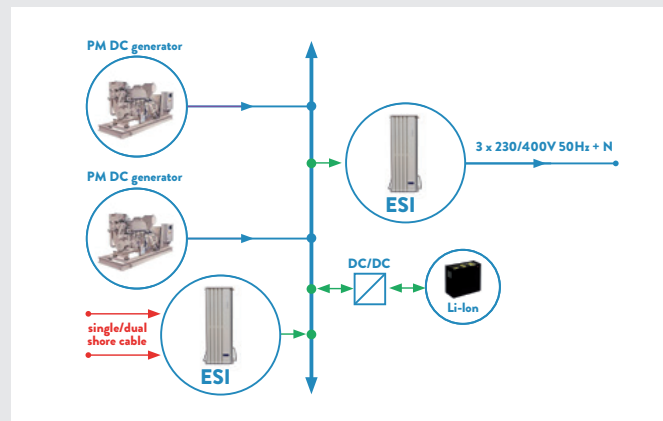 PM DC generator
3 x 230/400V 50Hz + N
ESI
PM DC generator
DC/DC
Li-Ion
single/dual
shore cable
ESI